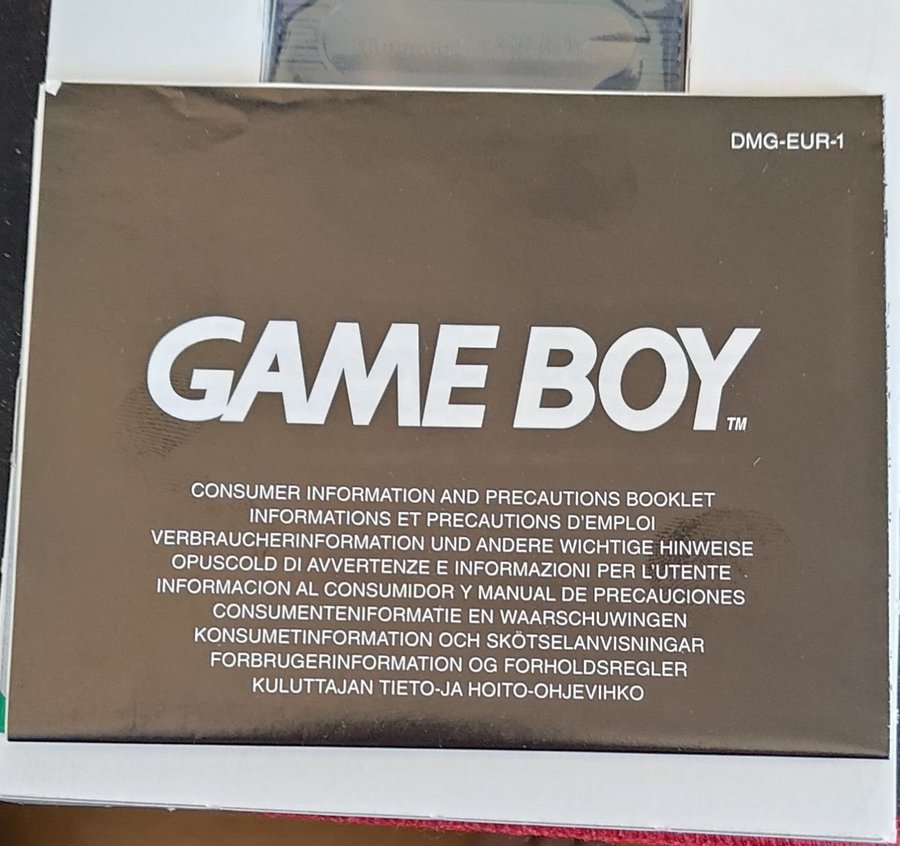 DMG-EUR-1
GAME BOY
TM
CONSUMER INFORMATION AND PRECAUTIONS BOOKLET
INFORMATIONS ET PRECAUTIONS D'EMPLOI
VERBRAUCHERINFORMATION UND ANDERE WICHTIGE HINWEISE
OPUSCOLD DI AVVERTENZE E INFORMAZIONI PER L'UTENTE
INFORMACION AL CONSUMIDOR Y MANUAL DE PRECAUCIONES
CONSUMENTENIFORMATIE EN WAARSCHUWINGEN
KONSUMETINFORMATION OCH SKÖTSELANVISNINGAR
FORBRUGERINFORMATION OG FORHOLDSREGLER
KULUTTAJAN TIETO-JA HOITO-OHJEVIHKO